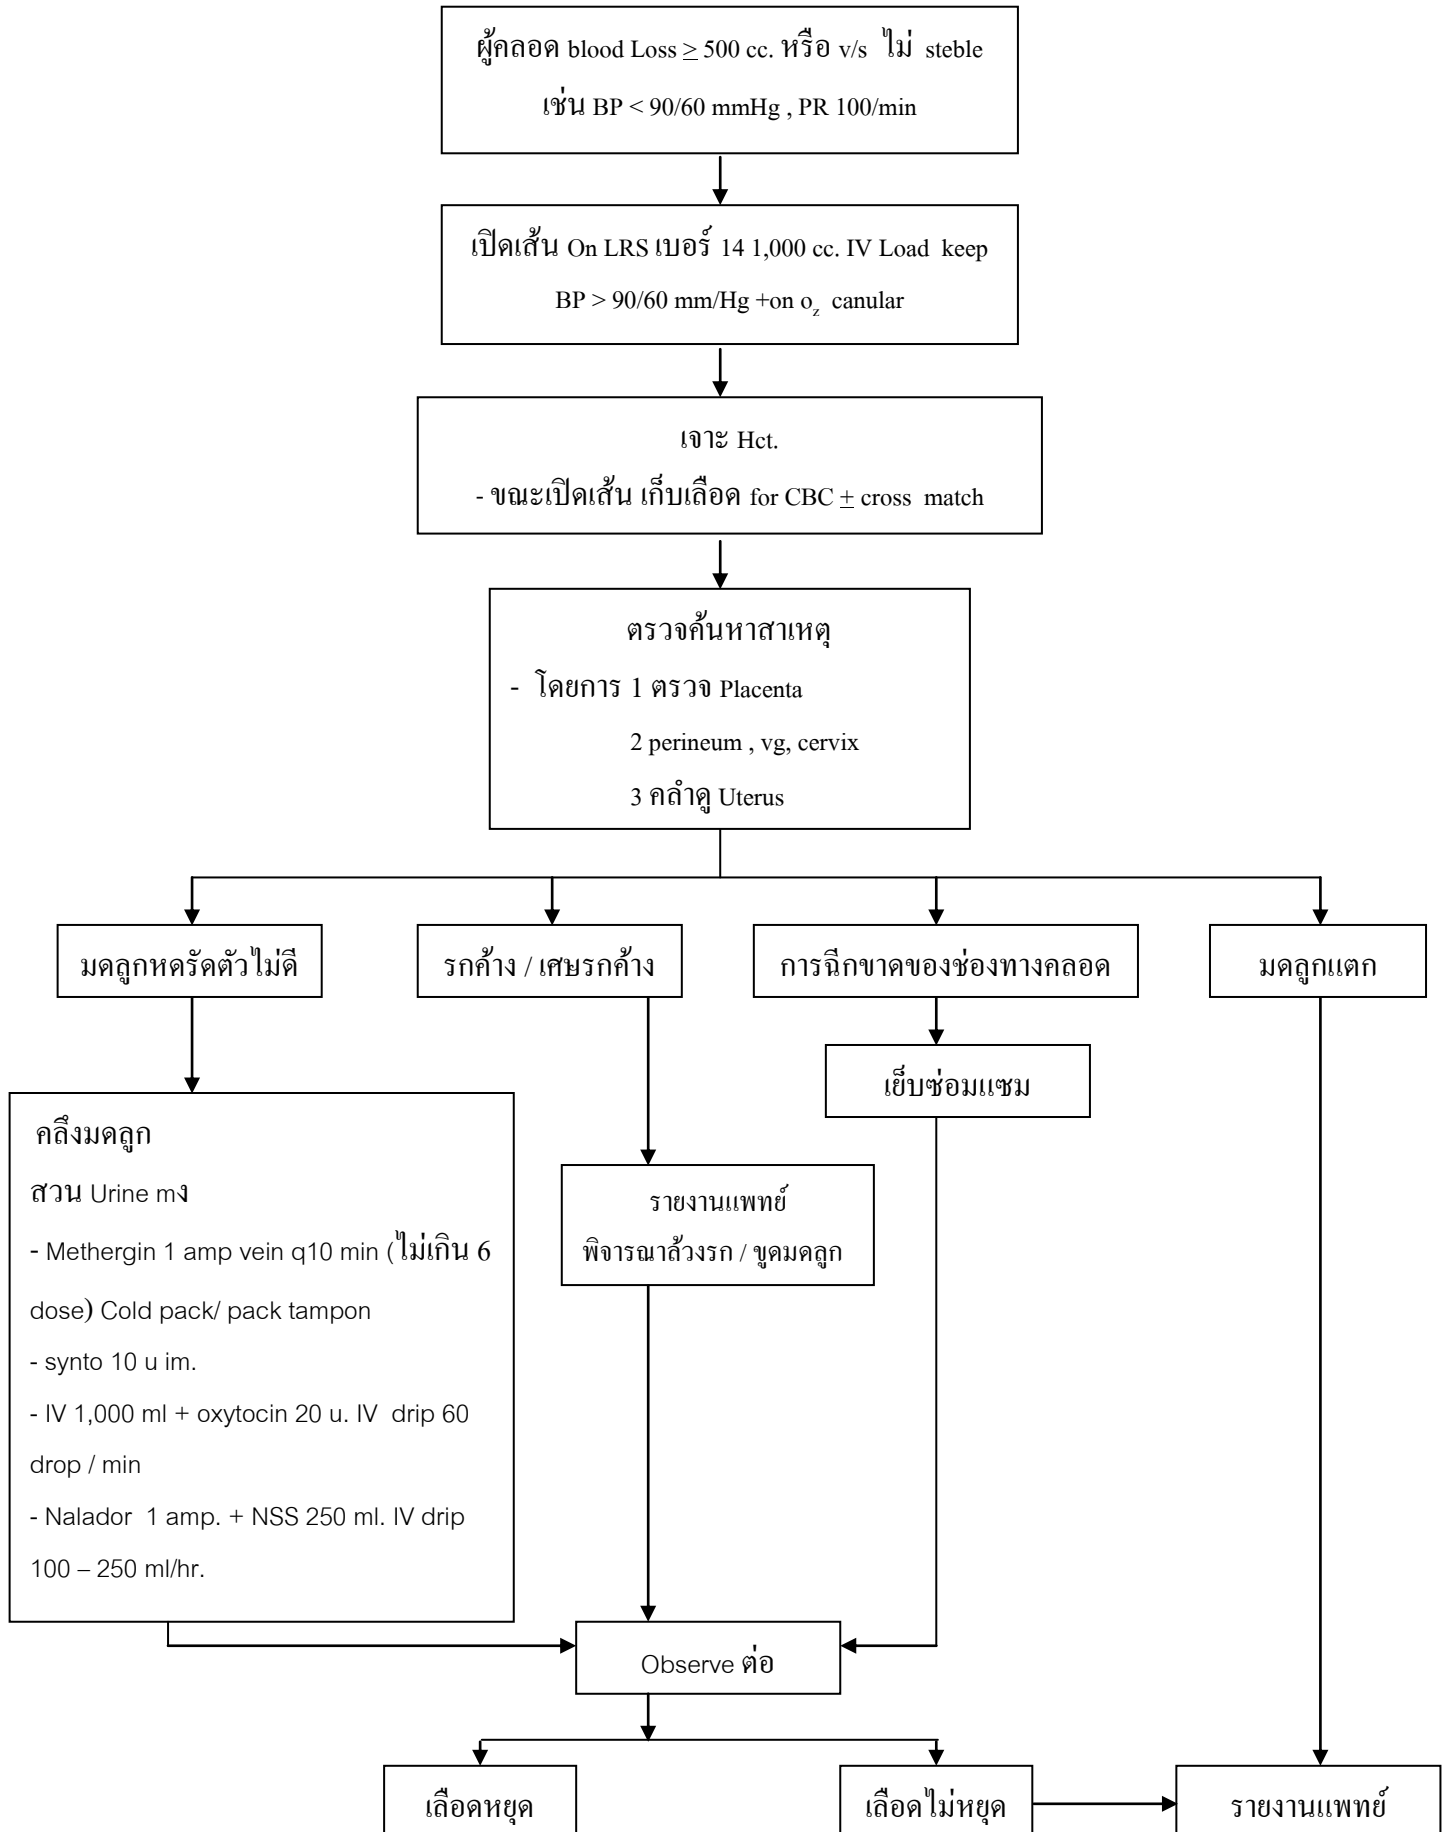 ผู้คลอด blood Loss ≥ 500 cc. หรือ v/s ไม่ steble
เช่น BP < 90/60 mmHg , PR 100/min
เปิดเส้น On LRS เบอร์ 14 1,000 cc. IV Load keep
BP > 90/60 mm/Hg +on o₂ canular
เจาะ Hct.
- ขณะเปิดเส้น เก็บเลือด for CBC ± cross match
ตรวจค้นหาสาเหตุ
- โดยการ 1 ตรวจ Placenta
2 perineum , vg, cervix
3 คลำดู Uterus
มดลูกหดรัดตัวไม่ดี
รกค้าง / เศษรกค้าง
การฉีกขาดของช่องทางคลอด
มดลูกแตก
เย็บซ่อมแซม
คลึงมดลูก
สวน Urine ทง
- Methergin 1 amp vein q10 min (ไม่เกิน 6
dose) Cold pack/ pack tampon
- synto 10 u im.
- IV 1,000 ml + oxytocin 20 u. IV drip 60
drop / min
- Nalador 1 amp. + NSS 250 ml. IV drip
100 – 250 ml/hr.
รายงานแพทย์
พิจารณาล้วงรก / ขูดมดลูก
Observe ต่อ
เลือดหยุด
เลือดไม่หยุด
รายงานแพทย์